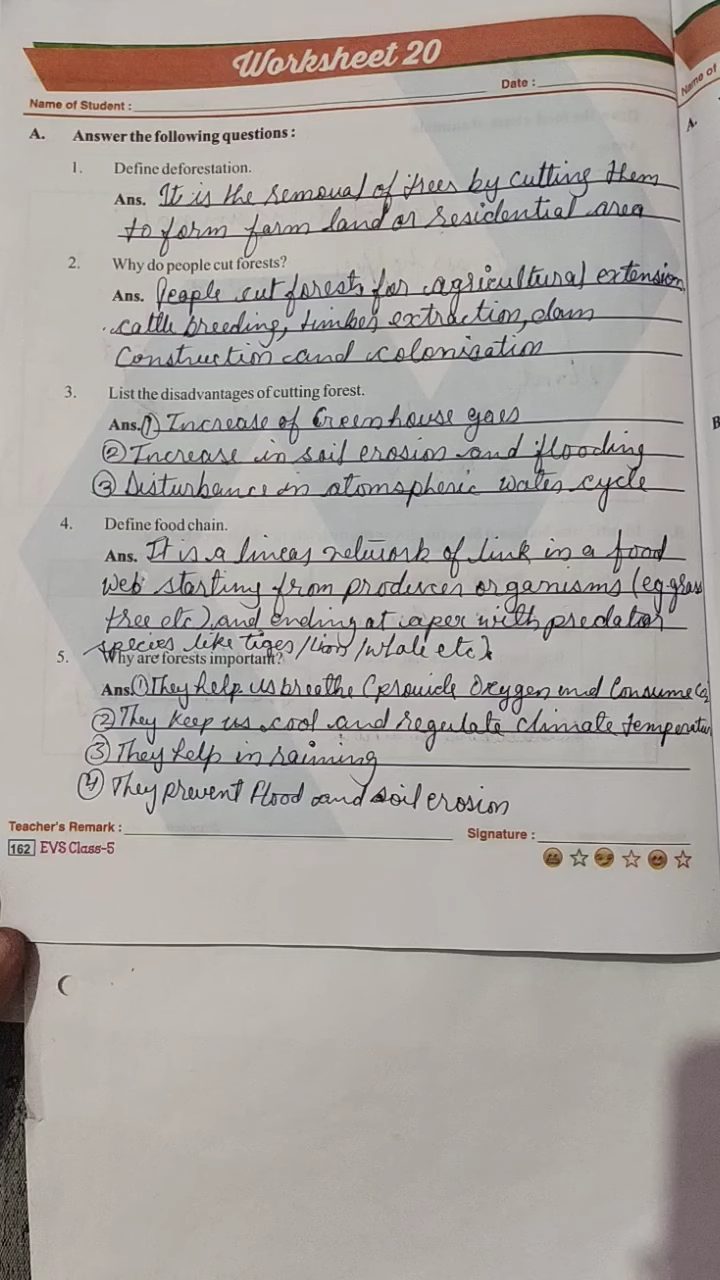 Worksheet 20
Date :
Name of Student :
Name of
A. Answer the following questions :
A.
1. Define deforestation.
Ans. It is the removal of trees by cutting them
to form farm land or residential area
2. Why do people cut forests?
Ans. People cut forests for agricultural extension,
cattle breeding, timber extraction, dam
Construction and colonisation
3. List the disadvantages of cutting forest.
B
Ans. ① Increase of Greenhouse gaes
② Increase in soil erosion and flooding
③ Disturbance in atomspheric water cycle
4. Define food chain.
Ans. It is a linear network of link in a food
web starting from producer organisms (eg grass
tree etc), and ending at apex with predator
species like tiger/lion/whale etc).
5. Why are forests important?
Ans. ① They help us breathe (provide Oxygen and Consume Co2
② They keep us cool and regulate climate temperatur
③ They help in raining
④ They prevent flood and soil erosion
Teacher's Remark :
Signature :
162 EVS Class-5